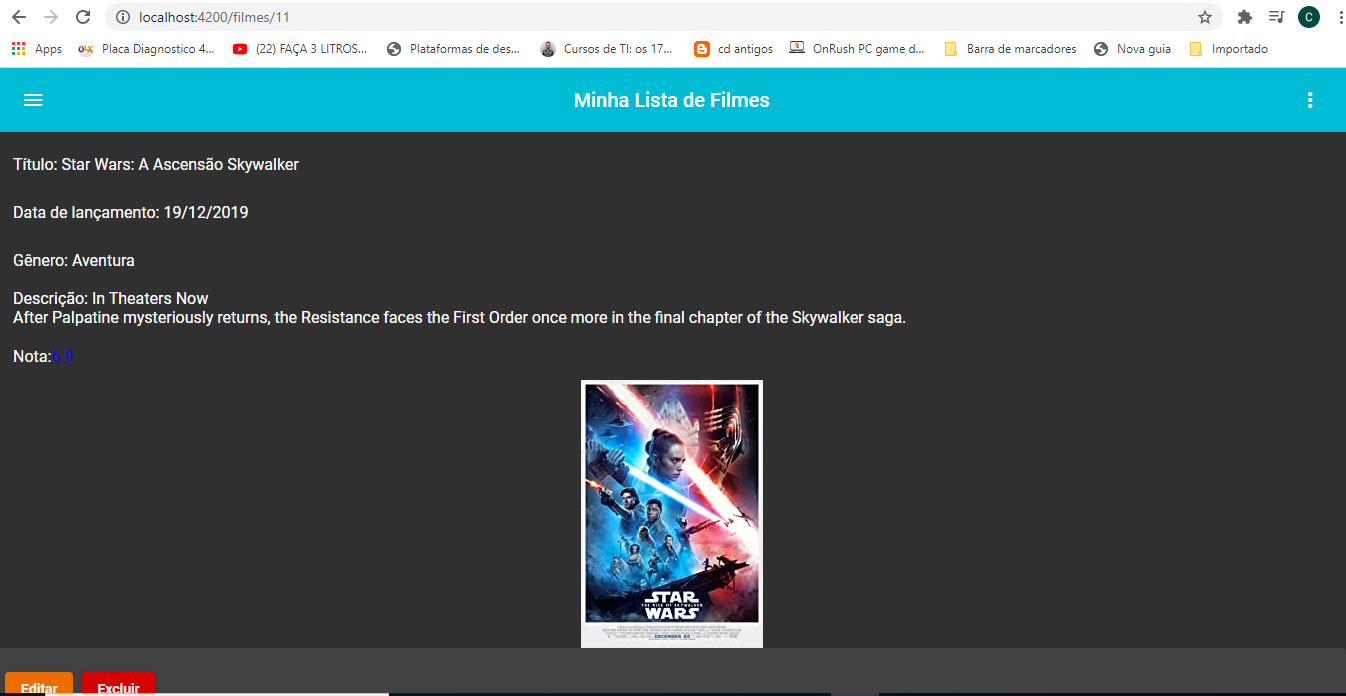 localhost:4200/filmes/11
C
Apps
Placa Diagnostico 4...
(22) FAÇA 3 LITROS...
Plataformas de des...
Cursos de TI: os 17...
cd antigos
OnRush PC game d...
Barra de marcadores
Nova guia
Importado
Minha Lista de Filmes
Título: Star Wars: A Ascensão Skywalker
Data de lançamento: 19/12/2019
Gênero: Aventura
Descrição: In Theaters Now
After Palpatine mysteriously returns, the Resistance faces the First Order once more in the final chapter of the Skywalker saga.
Nota:6.9
STAR
THE RISE OF SKYWALKER
WARS
DECEMBER 20
Editar
Excluir